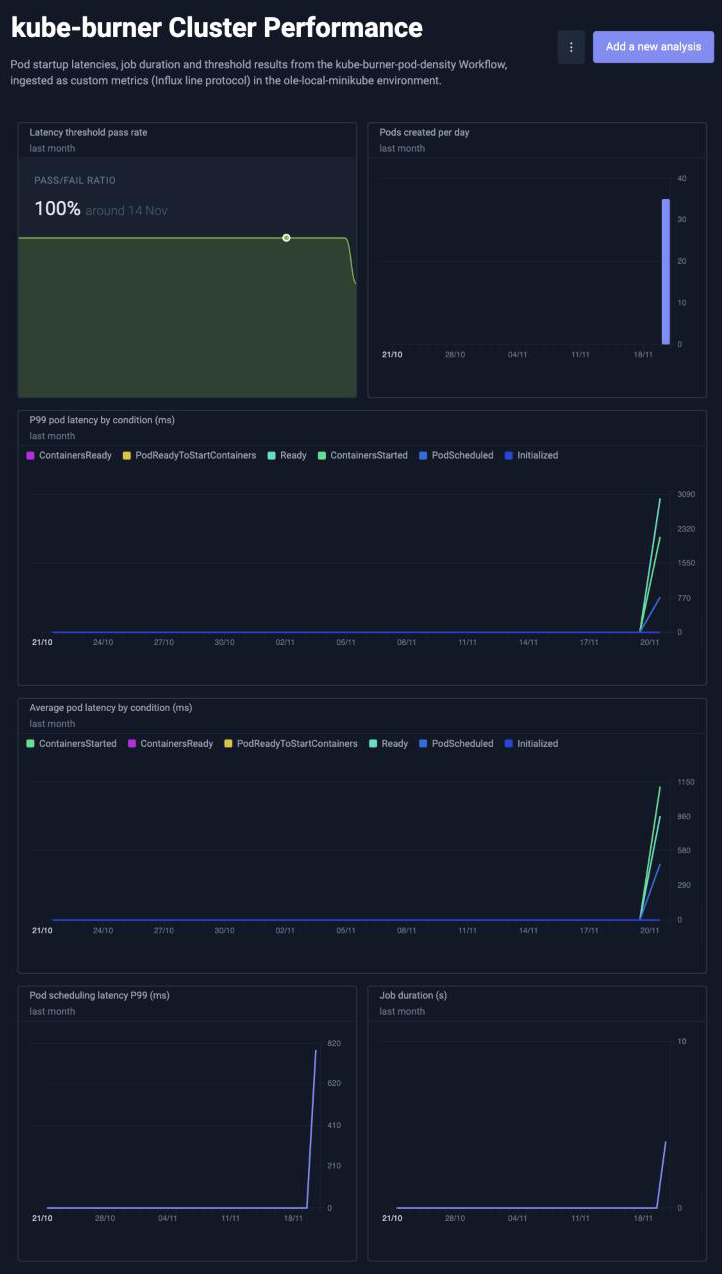 kube-burner Cluster Performance
Add a new analysis
Pod startup latencies, job duration and threshold results from the kube-burner-pod-density Workflow,
ingested as custom metrics (Influx line protocol) in the ole-local-minikube environment.
Latency threshold pass rate
last month
PASS/FAIL RATIO
100% around 14 Nov
Pods created per day
last month
40
30
20
10
0
21/10 28/10 04/11 11/11 18/11
P99 pod latency by condition (ms)
last month
ContainersReady PodReadyToStartContainers Ready ContainersStarted PodScheduled Initialized
3090
2320
1550
770
0
21/10 24/10 27/10 30/10 02/11 05/11 08/11 11/11 14/11 17/11 20/11
Average pod latency by condition (ms)
last month
ContainersStarted ContainersReady PodReadyToStartContainers Ready PodScheduled Initialized
1150
860
580
290
0
21/10 24/10 27/10 30/10 02/11 05/11 08/11 11/11 14/11 17/11 20/11
Pod scheduling latency P99 (ms)
last month
820
620
410
210
0
21/10 28/10 04/11 11/11 18/11
Job duration (s)
last month
10
0
21/10 28/10 04/11 11/11 18/11